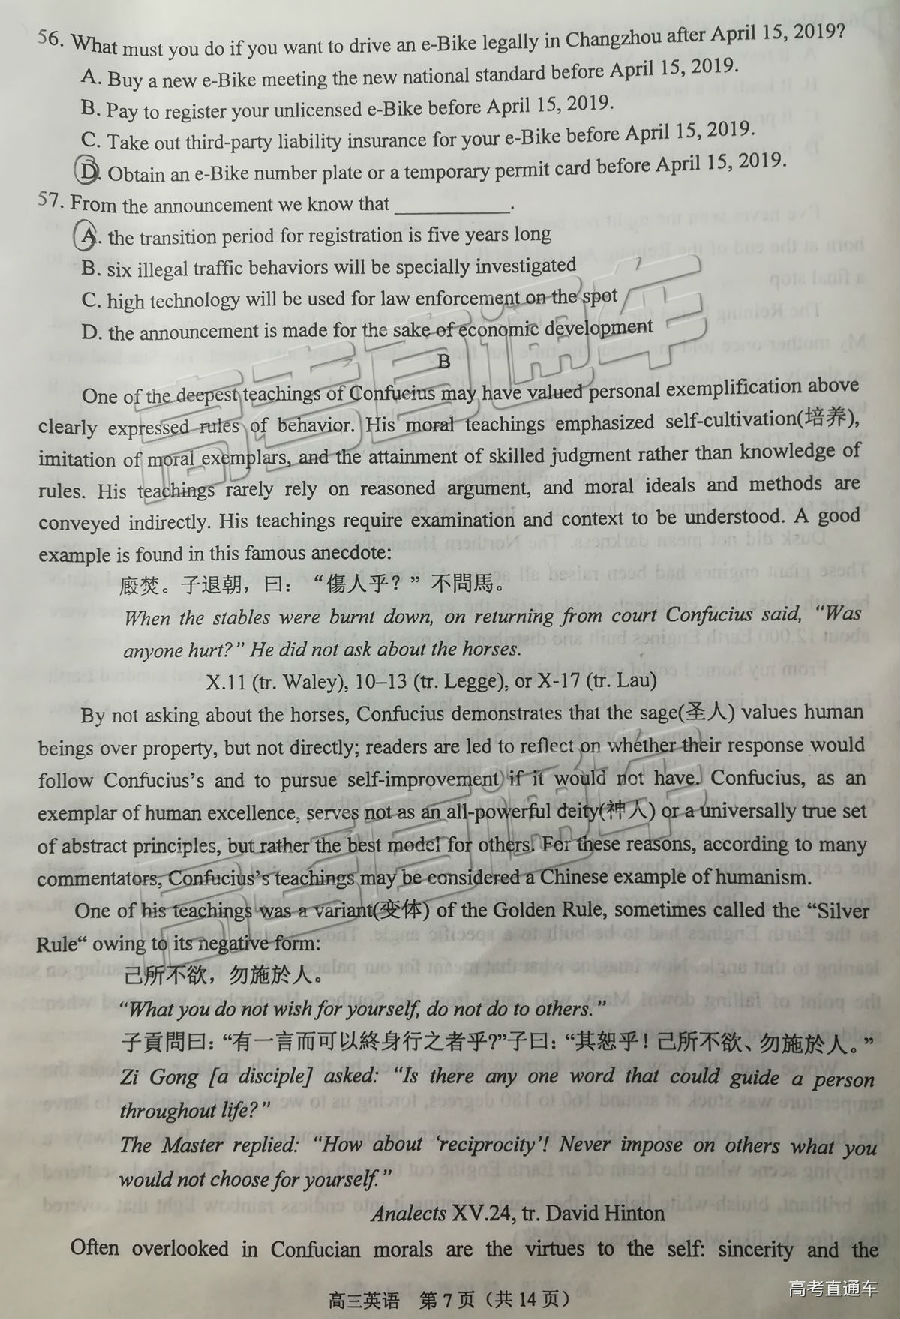 56. What must you do if you want to drive an e-Bike legally in Changzhou after April 15, 2019?
A. Buy a new e-Bike meeting the new national standard before April 15, 2019.
B. Pay to register your unlicensed e-Bike before April 15, 2019.
C. Take out third-party liability insurance for your e-Bike before April 15, 2019.
D. Obtain an e-Bike number plate or a temporary permit card before April 15, 2019.
57. From the announcement we know that ___________.
A. the transition period for registration is five years long
B. six illegal traffic behaviors will be specially investigated
C. high technology will be used for law enforcement on the spot
D. the announcement is made for the sake of economic development
B
One of the deepest teachings of Confucius may have valued personal exemplification above
clearly expressed rules of behavior. His moral teachings emphasized self-cultivation(培养),
imitation of moral exemplars, and the attainment of skilled judgment rather than knowledge of
rules. His teachings rarely rely on reasoned argument, and moral ideals and methods are
conveyed indirectly. His teachings require examination and context to be understood. A good
example is found in this famous anecdote:
廄焚。子退朝，曰：“傷人乎？”不問馬。
When the stables were burnt down, on returning from court Confucius said, “Was
anyone hurt?” He did not ask about the horses.
X.11 (tr. Waley), 10–13 (tr. Legge), or X-17 (tr. Lau)
By not asking about the horses, Confucius demonstrates that the sage(圣人) values human
beings over property, but not directly; readers are led to reflect on whether their response would
follow Confucius’s and to pursue self-improvement if it would not have. Confucius, as an
exemplar of human excellence, serves not as an all-powerful deity(神人) or a universally true set
of abstract principles, but rather the best model for others. For these reasons, according to many
commentators, Confucius’s teachings may be considered a Chinese example of humanism.
One of his teachings was a variant(变体) of the Golden Rule, sometimes called the “Silver
Rule“ owing to its negative form:
己所不欲，勿施於人。
“What you do not wish for yourself, do not do to others.”
子貢問曰：“有一言而可以終身行之者乎?”子曰：“其恕乎！己所不欲、勿施於人。”
Zi Gong [a disciple] asked: “Is there any one word that could guide a person
throughout life?”
The Master replied: “How about ‘reciprocity’! Never impose on others what you
would not choose for yourself.”
Analects XV.24, tr. David Hinton
Often overlooked in Confucian morals are the virtues to the self: sincerity and the
高三英语 第 7 页（共 14 页）
高考直通车